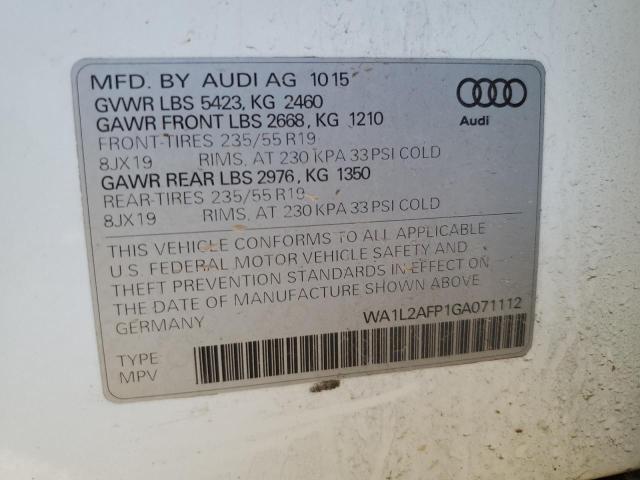 MFD. BY AUDI AG 10 15
GVWR LBS 5423, KG 2460
GAWR FRONT LBS 2668, KG 1210
FRONT-TIRES 235/55 R19
8JX19 RIMS, AT 230 KPA 33 PSI COLD
GAWR REAR LBS 2976, KG 1350
REAR-TIRES 235/55 R19
8JX19 RIMS, AT 230 KPA 33 PSI COLD
Audi
THIS VEHICLE CONFORMS TO ALL APPLICABLE
U.S. FEDERAL MOTOR VEHICLE SAFETY AND
THEFT PREVENTION STANDARDS IN EFFECT ON
THE DATE OF MANUFACTURE SHOWN ABOVE
GERMANY
WA1L2AFP1GA071112
TYPE
MPV